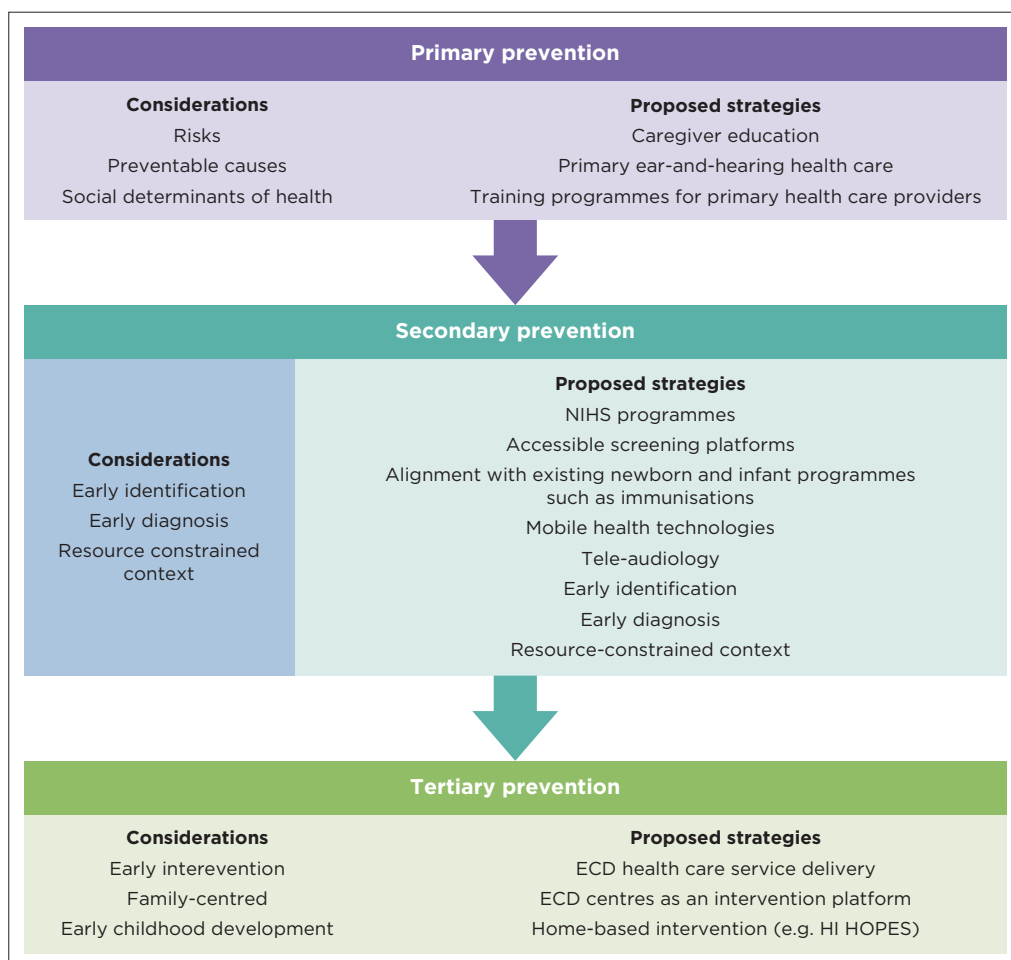 Primary prevention
Considerations
Risks
Preventable causes
Social determinants of health
Proposed strategies
Caregiver education
Primary ear-and-hearing health care
Training programmes for primary health care providers
Secondary prevention
Considerations
Early identification
Early diagnosis
Resource constrained
context
Proposed strategies
NIHS programmes
Accessible screening platforms
Alignment with existing newborn and infant programmes
such as immunisations
Mobile health technologies
Tele-audiology
Early identification
Early diagnosis
Resource-constrained context
Tertiary prevention
Considerations
Early interevention
Family-centred
Early childhood development
Proposed strategies
ECD health care service delivery
ECD centres as an intervention platform
Home-based intervention (e.g. HI HOPES)